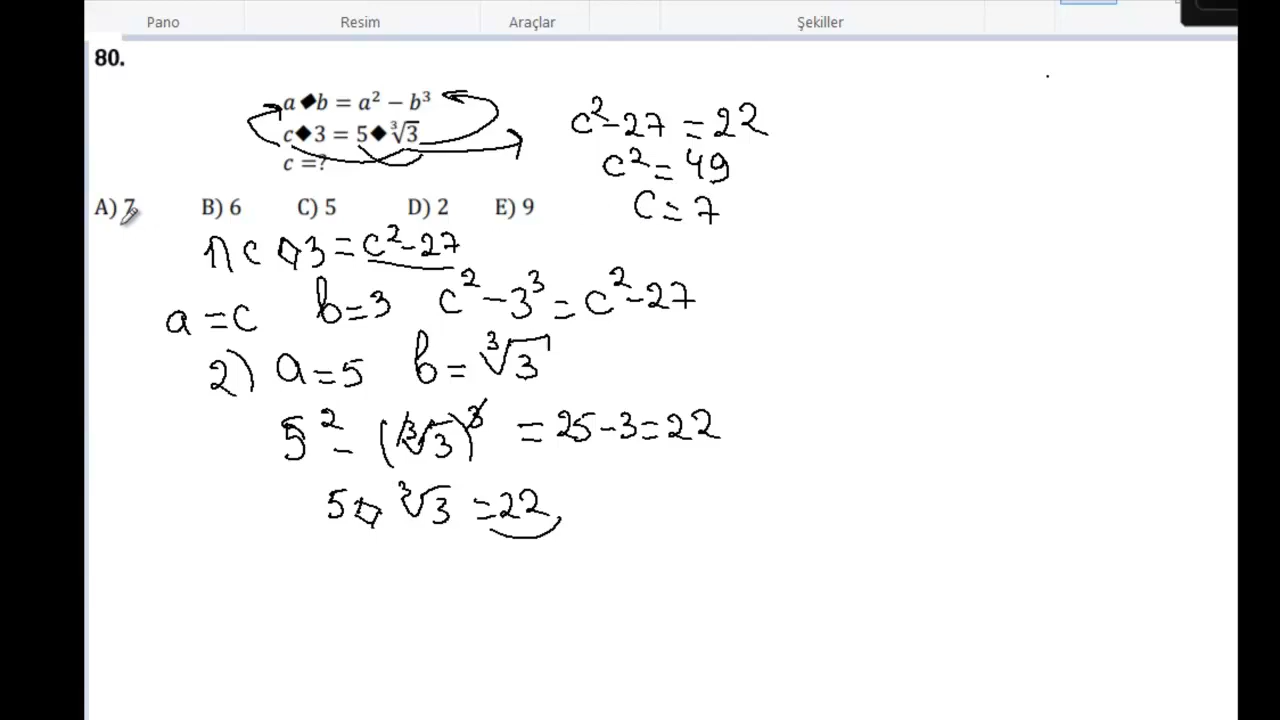 Pano Resim Araçlar Şekiller
80.
a◆b = a² − b³
c◆3 = 5◆∛3
c =?
A) 7 B) 6 C) 5 D) 2 E) 9
c²-27 = 22
c² = 49
c = 7
1) c ◇ 3 = c²-27
a = c b = 3 c² - 3³ = c² - 27
2) a = 5 b = ∛3
5² - (∛3)³ = 25 - 3 = 22
5 ◇ ∛3 = 22